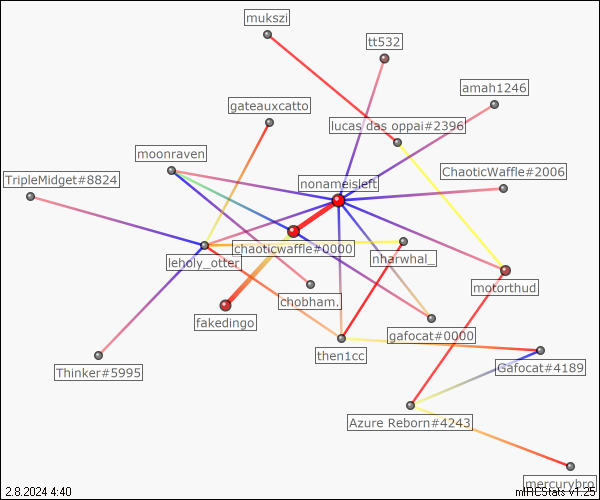 mukszi
tt532
amah1246
gateauxcatto
lucas das oppai#2396
moonraven
ChaoticWaffle#2006
TripleMidget#8824
nonameisleft
chaoticwaffle#0000
nharwhal_
leholy_otter
motorthud
chobham.
fakedingo
gafocat#0000
then1cc
Gafocat#4189
Thinker#5995
Azure Reborn#4243
mercurybro
2.8.2024 4:40
mIRCStats v1.25